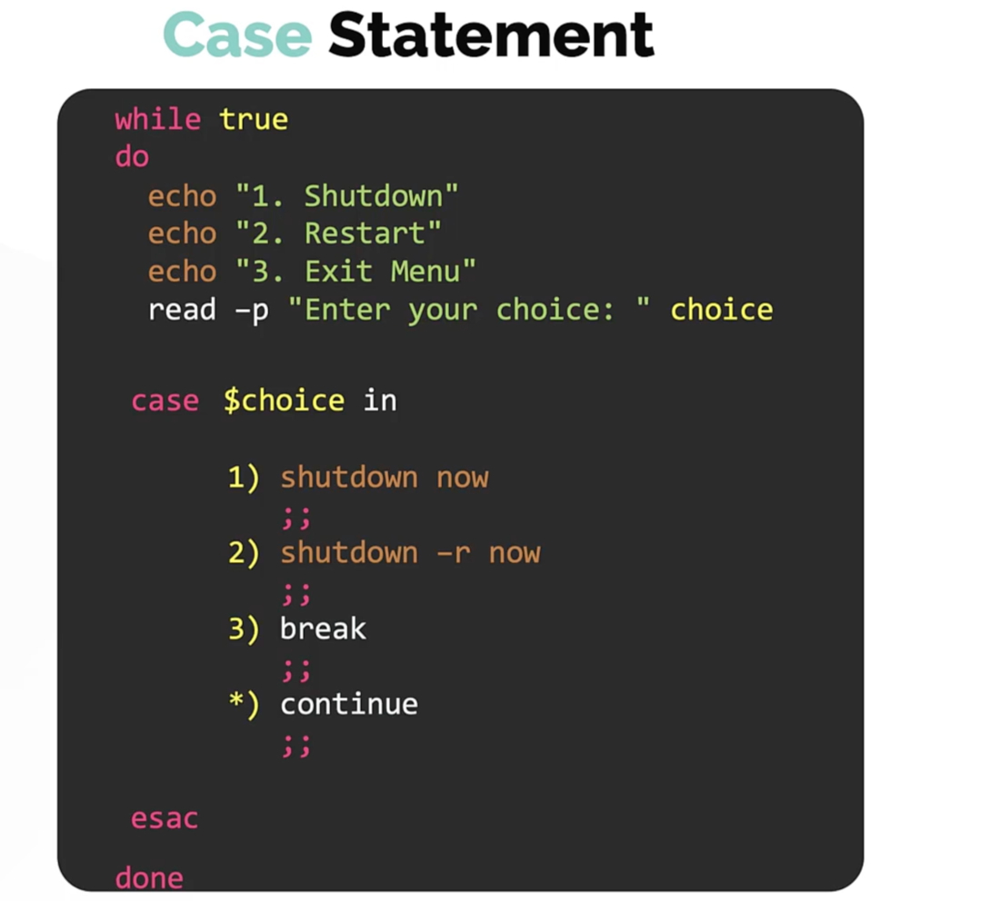 Case Statement
while true
do
echo "1. Shutdown"
echo "2. Restart"
echo "3. Exit Menu"
read –p "Enter your choice: " choice
case $choice in
1) shutdown now
;;
2) shutdown –r now
;;
3) break
;;
*) continue
;;
esac
done